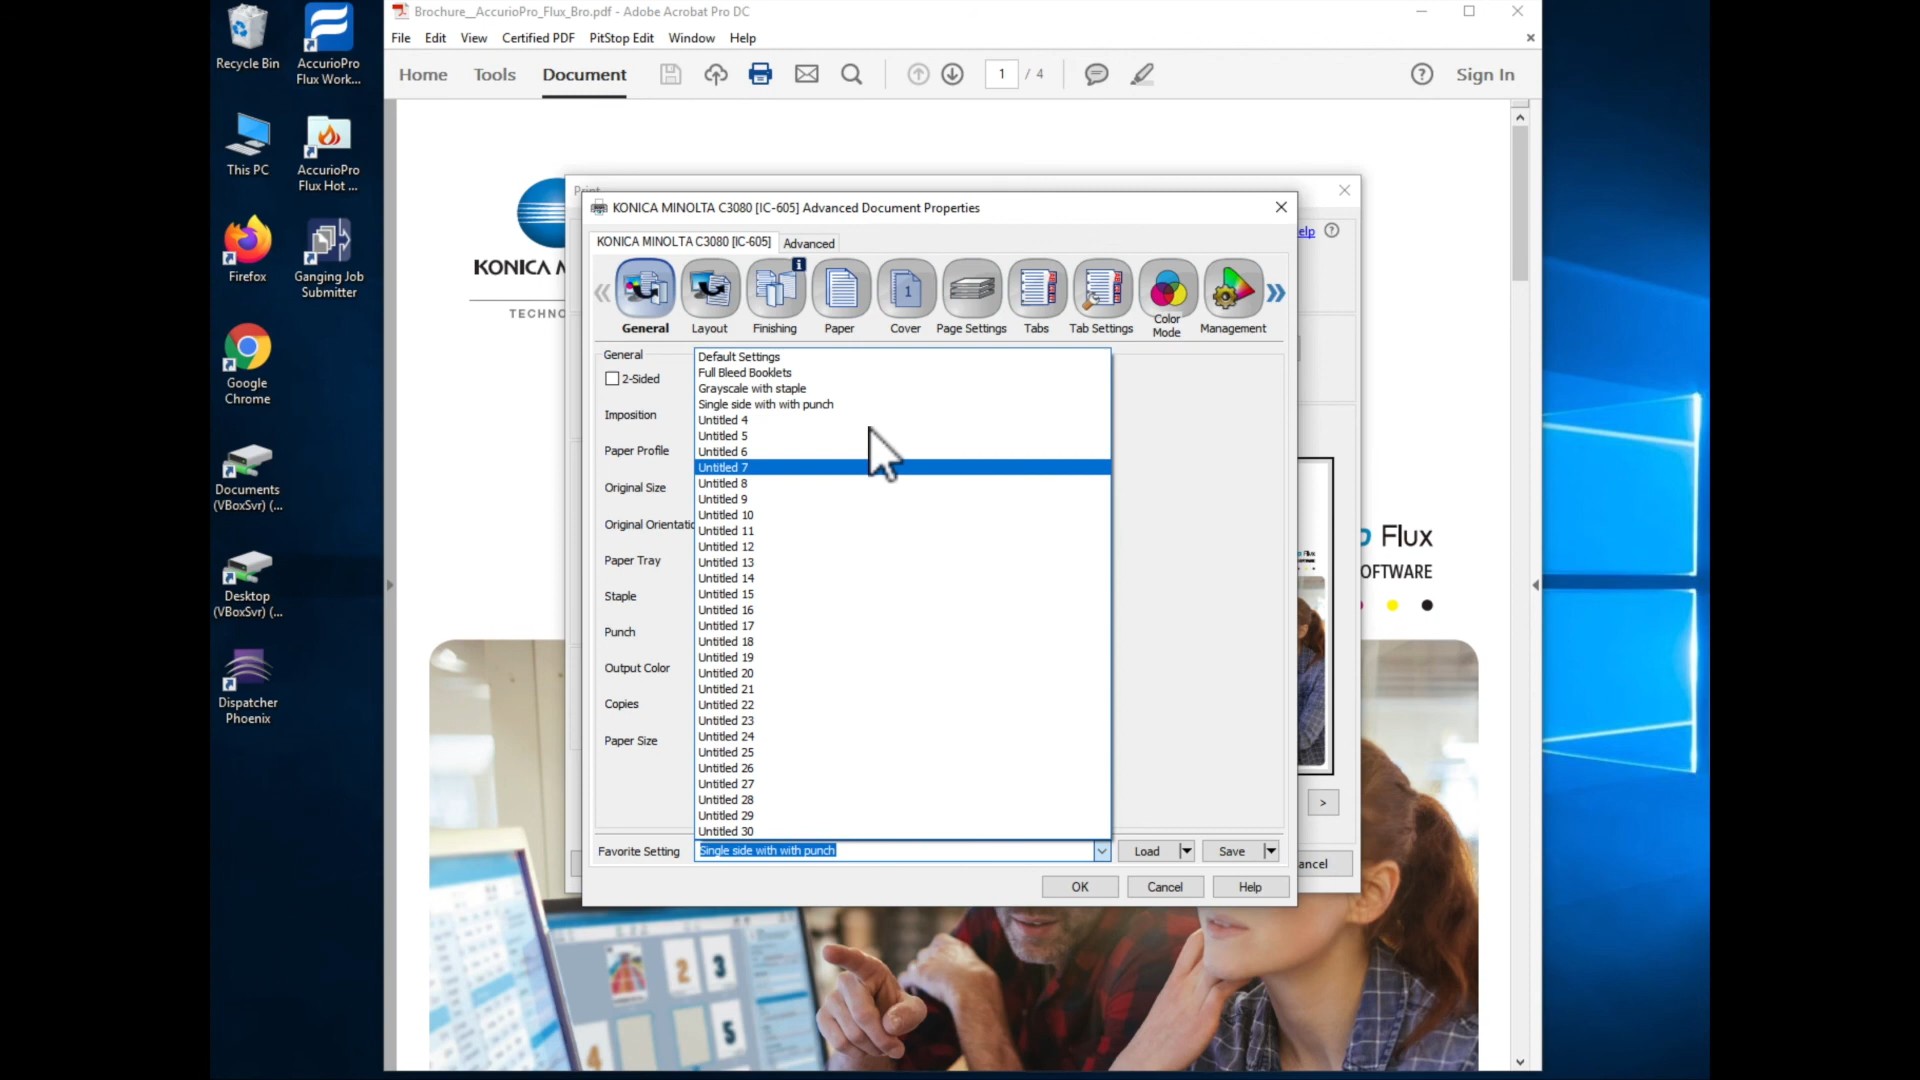 Brochure__AccurioPro_Flux_Bro.pdf - Adobe Acrobat Pro DC
File Edit View Certified PDF PitStop Edit Window Help
Home Tools Document 1 / 4 Sign In
Recycle Bin
AccurioPro
Flux Work...
This PC
AccurioPro
Flux Hot ...
Firefox
Ganging Job
Submitter
Google
Chrome
Documents
(VBoxSvr) (...
Desktop
(VBoxSvr) (...
Dispatcher
Phoenix
KONICA
TECHNO
Print
elp
KONICA MINOLTA C3080 [IC-605] Advanced Document Properties
KONICA MINOLTA C3080 [IC-605] Advanced
General Layout Finishing Paper Cover Page Settings Tabs Tab Settings Color Mode Management
General
2-Sided
Imposition
Paper Profile
Original Size
Original Orientatio
Paper Tray
Staple
Punch
Output Color
Copies
Paper Size
Default Settings
Full Bleed Booklets
Grayscale with staple
Single side with with punch
Untitled 4
Untitled 5
Untitled 6
Untitled 7
Untitled 8
Untitled 9
Untitled 10
Untitled 11
Untitled 12
Untitled 13
Untitled 14
Untitled 15
Untitled 16
Untitled 17
Untitled 18
Untitled 19
Untitled 20
Untitled 21
Untitled 22
Untitled 23
Untitled 24
Untitled 25
Untitled 26
Untitled 27
Untitled 28
Untitled 29
Untitled 30
Favorite Setting Single side with with punch Load Save
OK Cancel Help
>
ancel
o Flux
OFTWARE
2 3
4 5